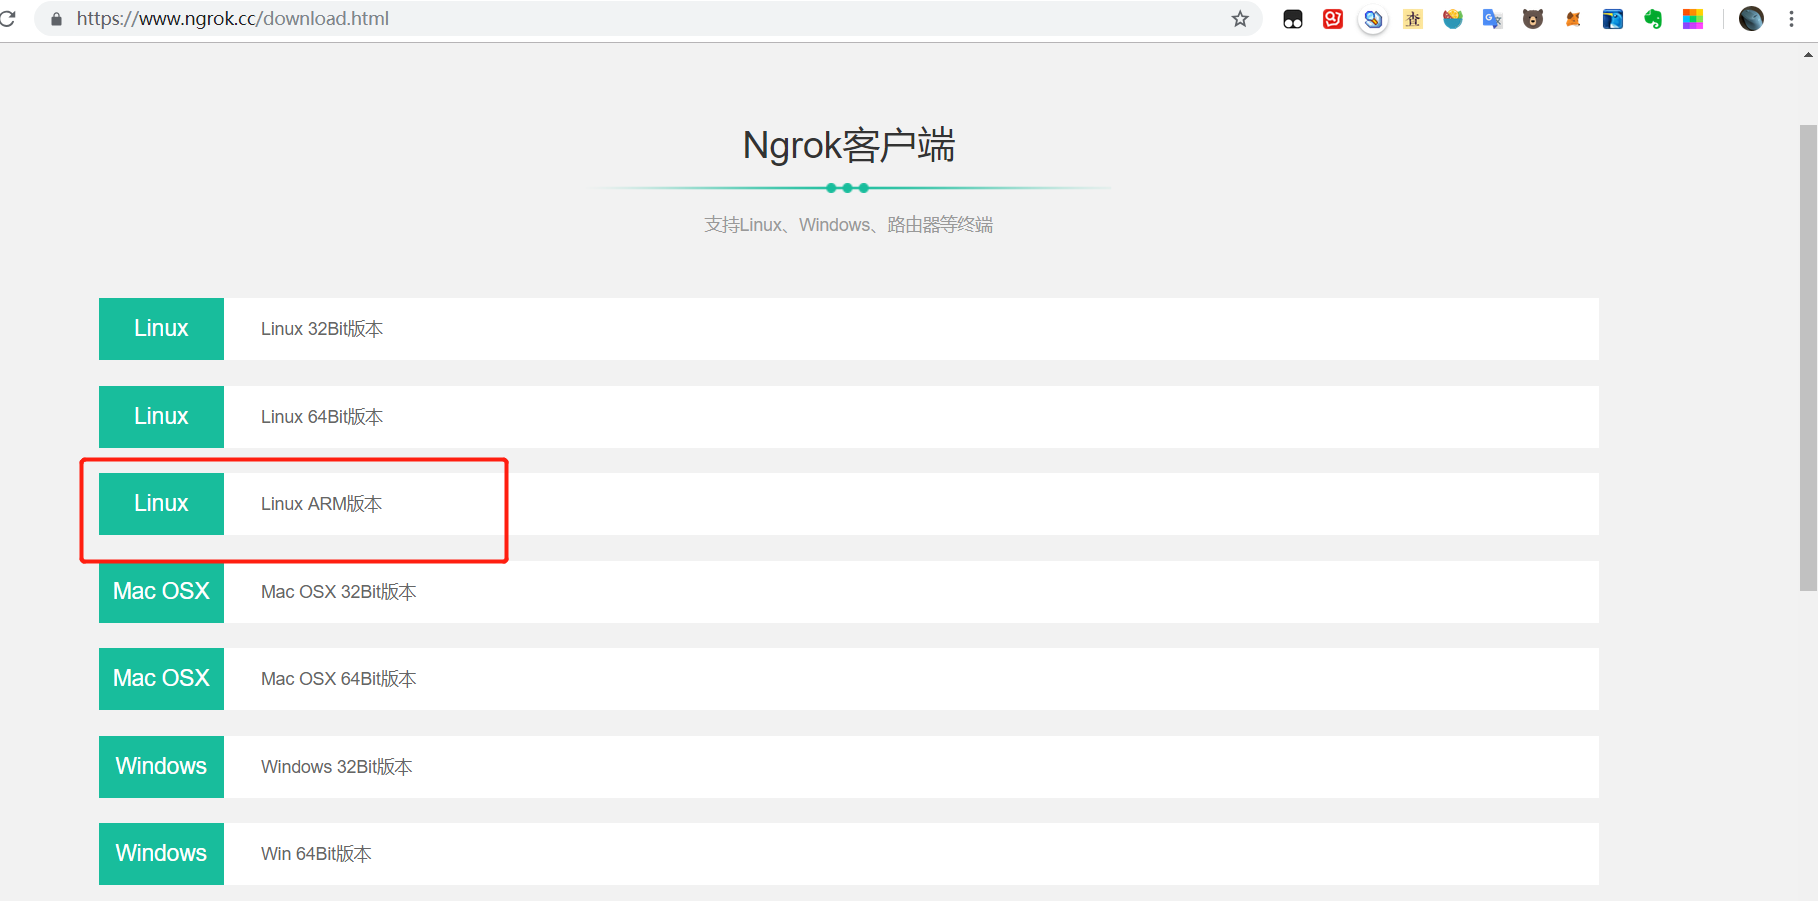 https://www.ngrok.cc/download.html
查
Ngrok客户端
支持Linux、Windows、路由器等终端
Linux Linux 32Bit版本
Linux Linux 64Bit版本
Linux Linux ARM版本
Mac OSX Mac OSX 32Bit版本
Mac OSX Mac OSX 64Bit版本
Windows Windows 32Bit版本
Windows Win 64Bit版本